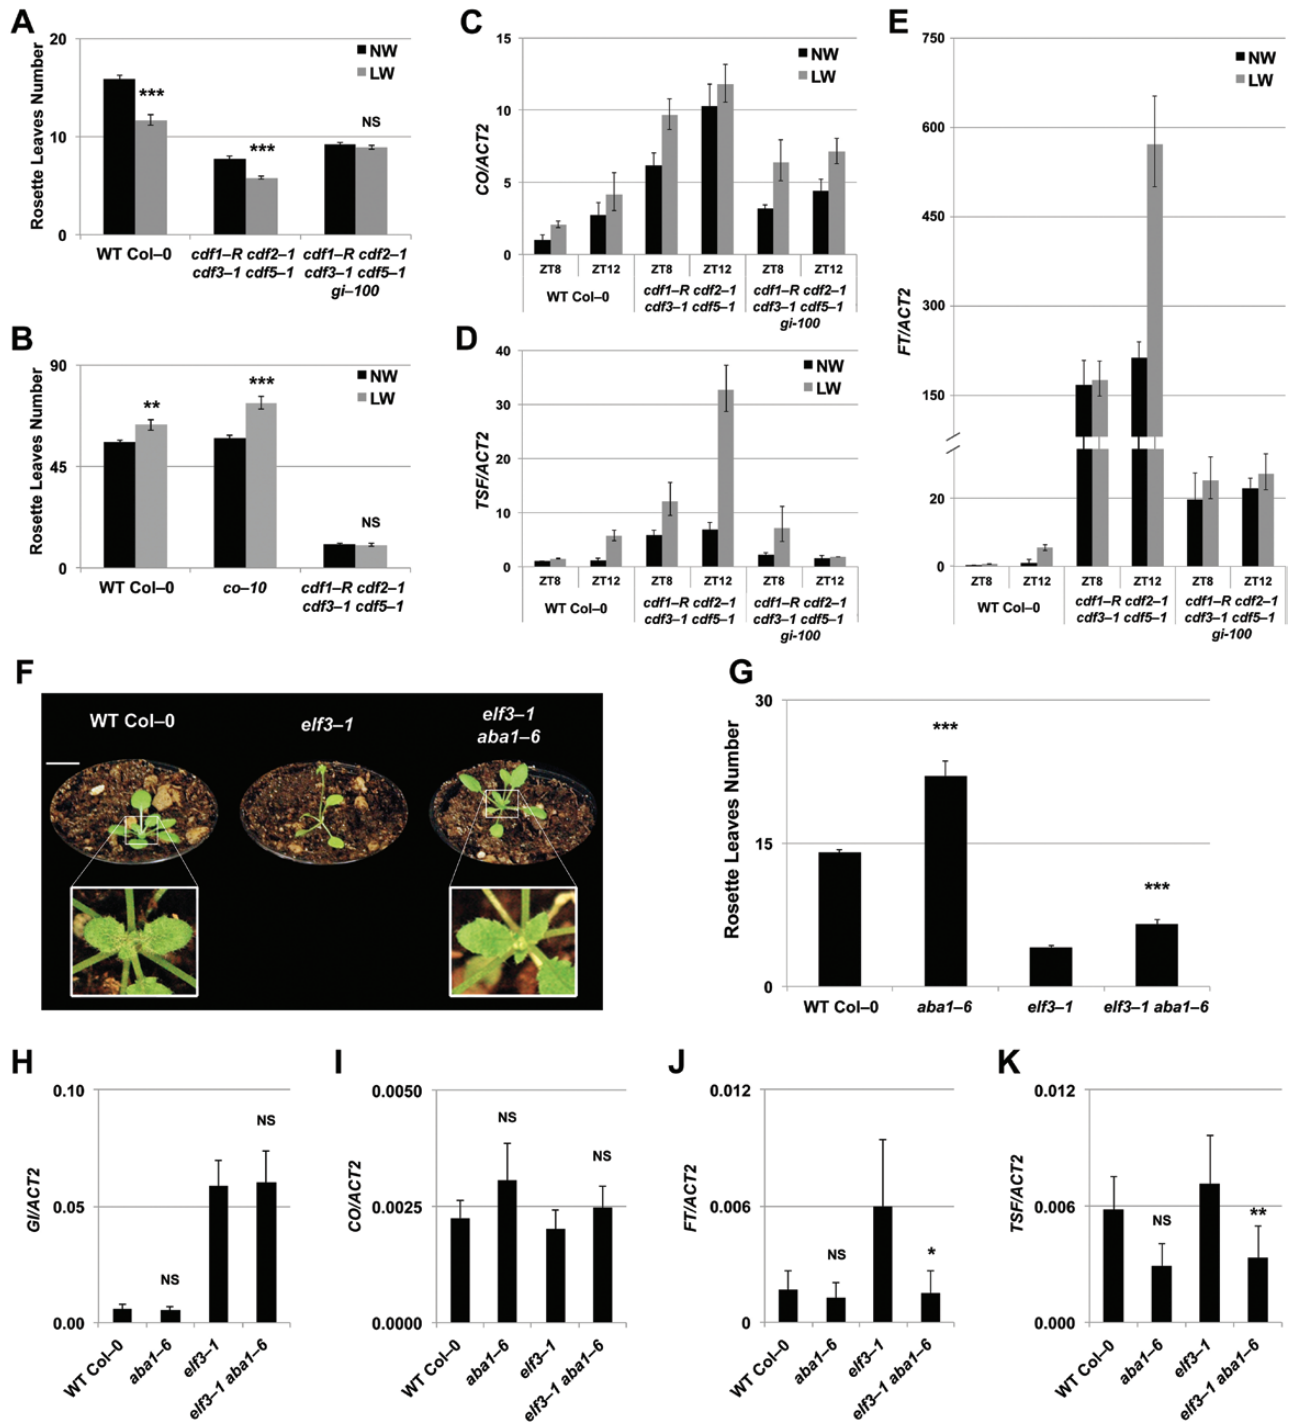 A
20
10
0
Rosette Leaves Number
NW
LW
***
***
NS
WT Col–0
cdf1–R cdf2–1
cdf3–1 cdf5–1
cdf1–R cdf2–1
cdf3–1 cdf5–1
gi–100
B
90
45
0
Rosette Leaves Number
NW
LW
**
***
NS
WT Col–0
co–10
cdf1–R cdf2–1
cdf3–1 cdf5–1
C
15
10
5
0
CO/ACT2
NW
LW
ZT8
ZT12
ZT8
ZT12
ZT8
ZT12
WT Col–0
cdf1–R cdf2–1
cdf3–1 cdf5–1
cdf1–R cdf2–1
cdf3–1 cdf5–1
gi-100
D
40
30
20
10
0
TSF/ACT2
NW
LW
ZT8
ZT12
ZT8
ZT12
ZT8
ZT12
WT Col–0
cdf1–R cdf2–1
cdf3–1 cdf5–1
cdf1–R cdf2–1
cdf3–1 cdf5–1
gi-100
E
750
600
450
300
150
20
0
FT/ACT2
NW
LW
ZT8
ZT12
ZT8
ZT12
ZT8
ZT12
WT Col–0
cdf1–R cdf2–1
cdf3–1 cdf5–1
cdf1–R cdf2–1
cdf3–1 cdf5–1
gi-100
F
WT Col–0
elf3–1
elf3–1
aba1–6
G
30
15
0
Rosette Leaves Number
***
***
WT Col–0
aba1–6
elf3–1
elf3–1 aba1–6
H
0.10
0.05
0.00
GI/ACT2
NS
NS
WT Col–0
aba1–6
elf3–1
elf3–1 aba1–6
I
0.0050
0.0025
0.0000
CO/ACT2
NS
NS
WT Col–0
aba1–6
elf3–1
elf3–1 aba1–6
J
0.012
0.006
0
FT/ACT2
NS
*
WT Col–0
aba1–6
elf3–1
elf3–1 aba1–6
K
0.012
0.006
0.000
TSF/ACT2
NS
**
WT Col–0
aba1–6
elf3–1
elf3–1 aba1–6